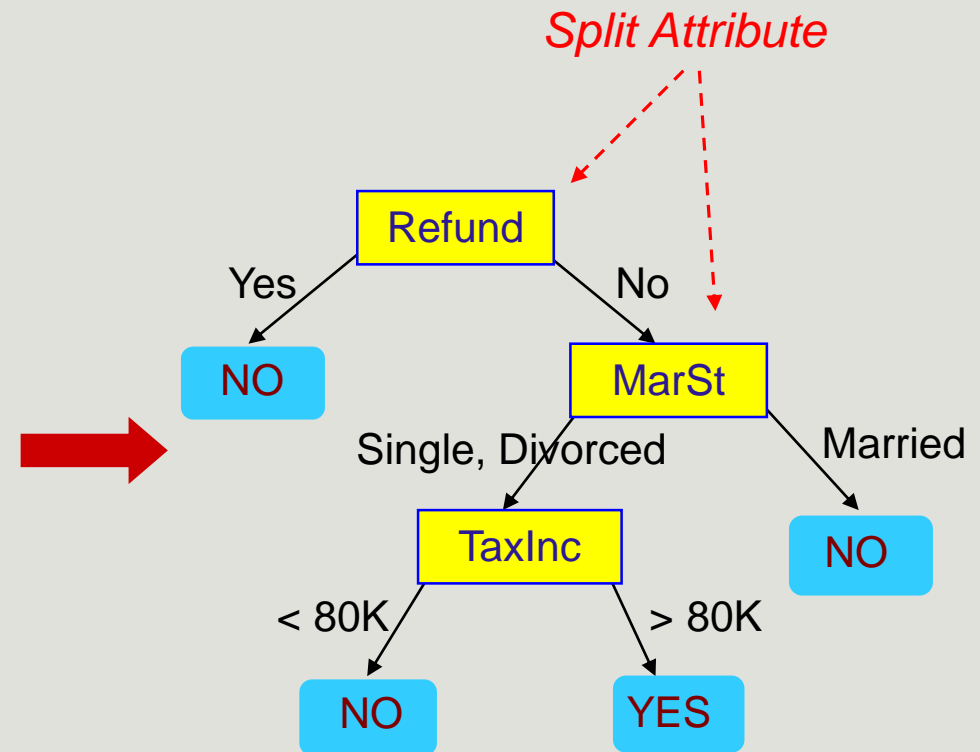 Split Attribute
Refund
Yes
No
NO
MarSt
Single, Divorced
Married
TaxInc
NO
< 80K
> 80K
NO
YES